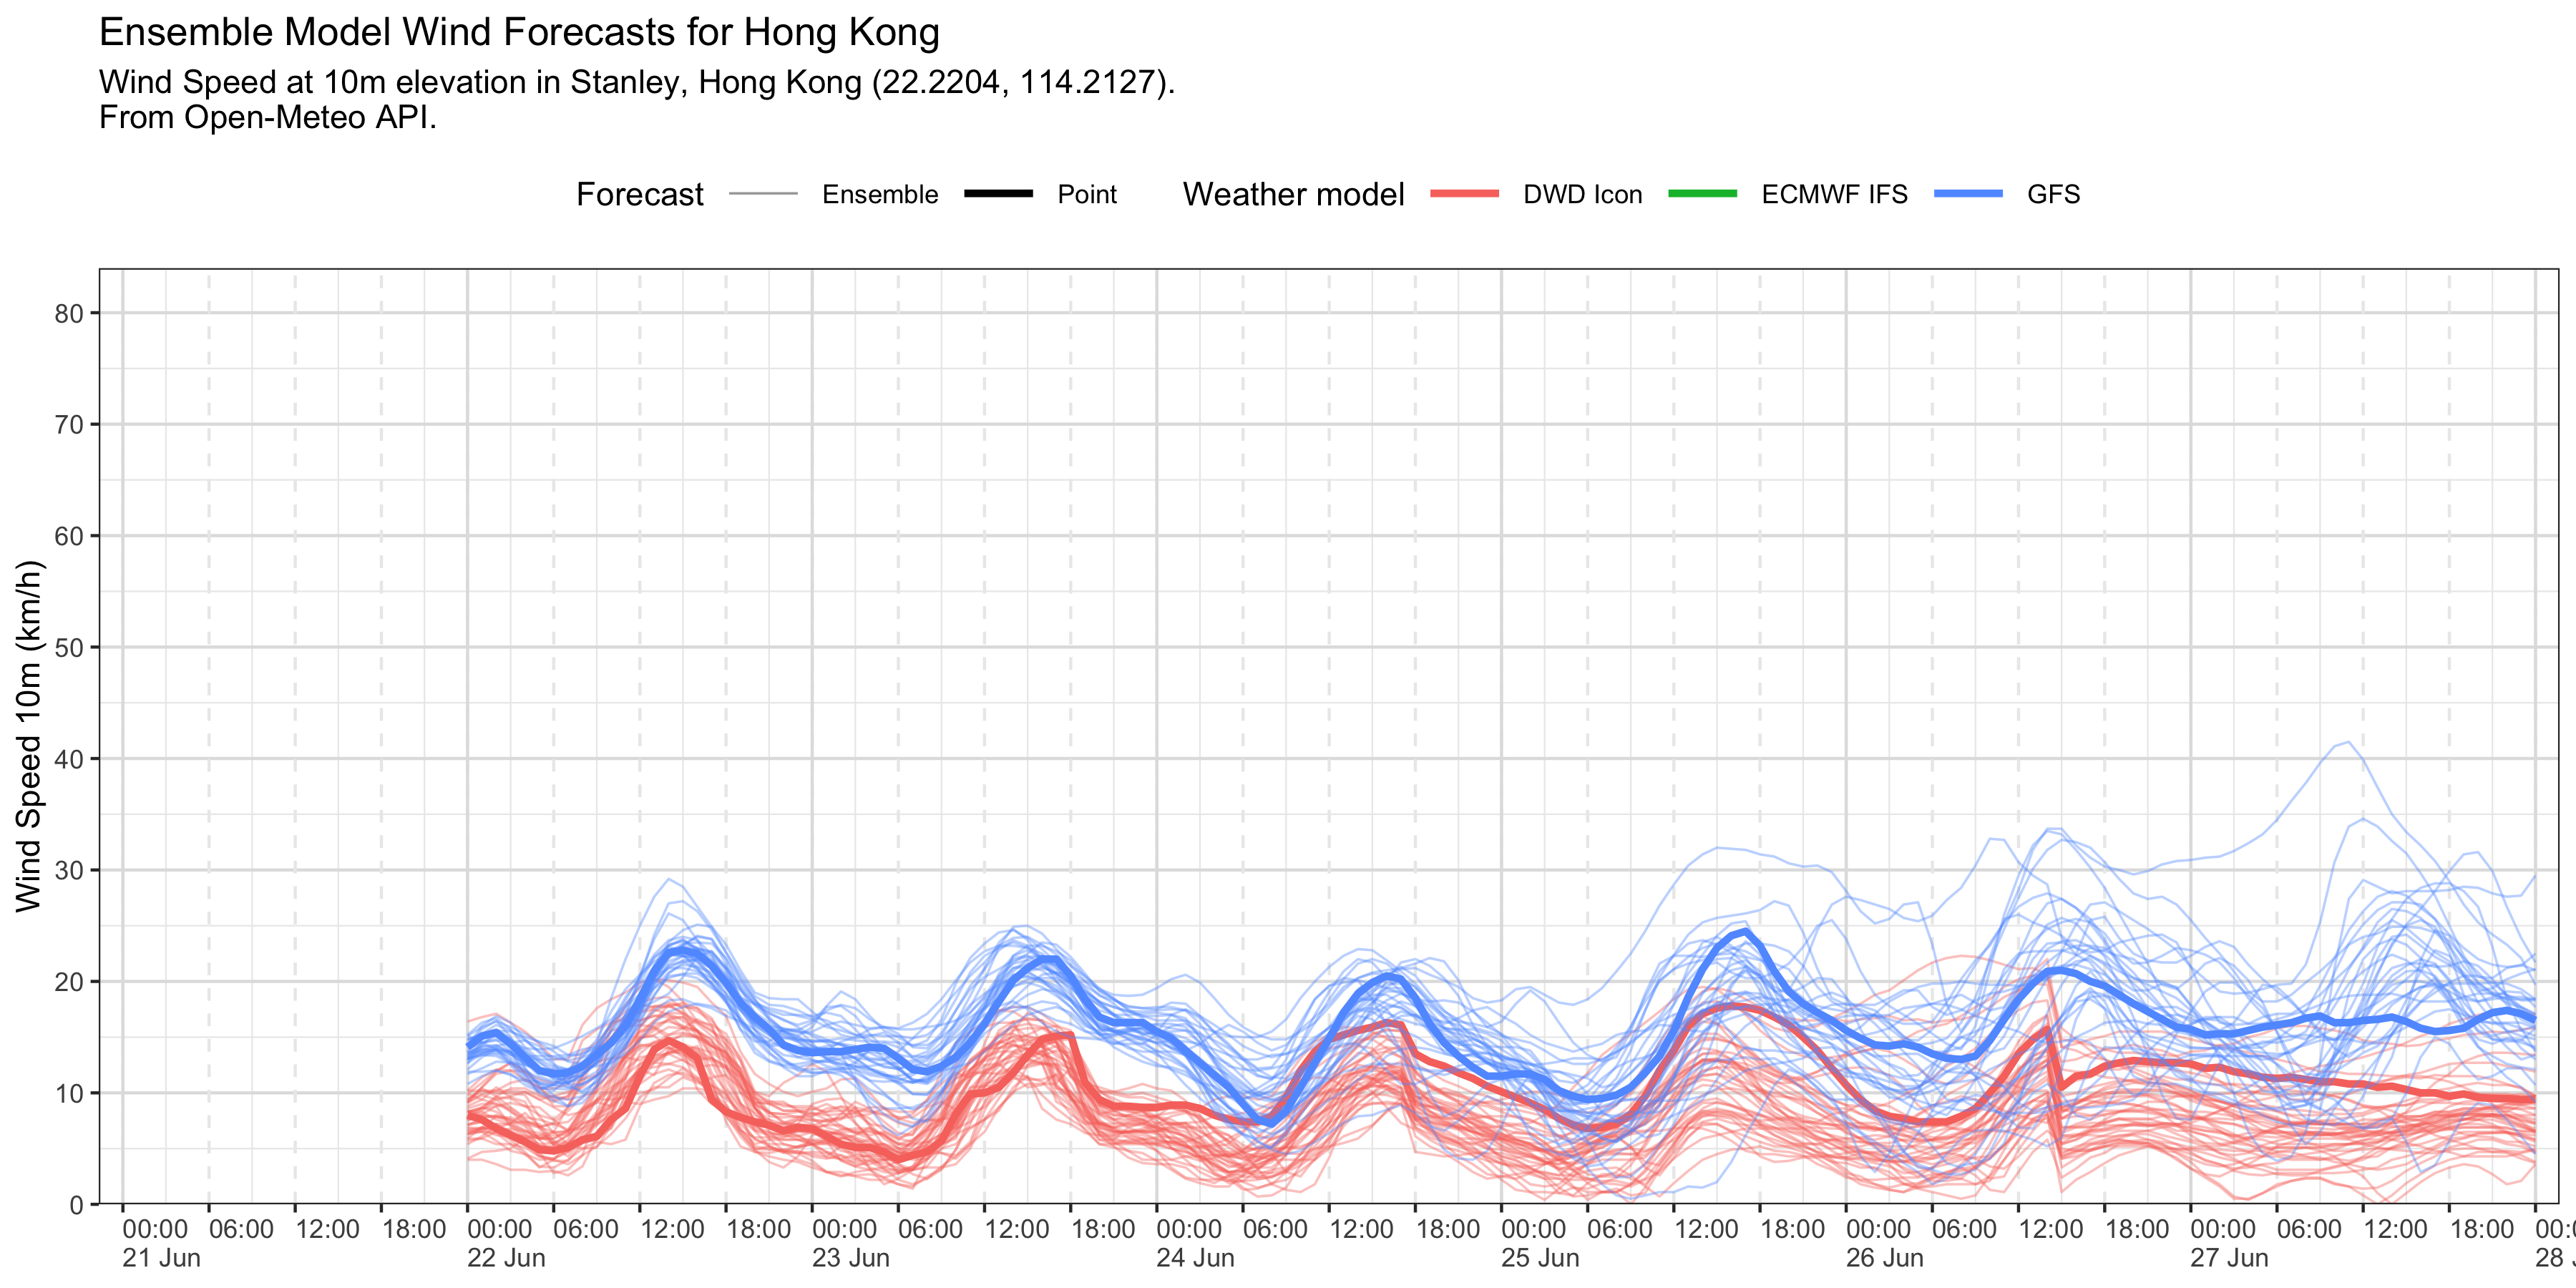 Ensemble Model Wind Forecasts for Hong Kong
Wind Speed at 10m elevation in Stanley, Hong Kong (22.2204, 114.2127).
From Open-Meteo API.
Forecast Ensemble Point Weather model DWD Icon ECMWF IFS GFS
Wind Speed 10m (km/h)
80
70
60
50
40
30
20
10
0
00:00 06:00 12:00 18:00 00:00 06:00 12:00 18:00 00:00 06:00 12:00 18:00 00:00 06:00 12:00 18:00 00:00 06:00 12:00 18:00 00:00 06:00 12:00 18:00 00:00 06:00 12:00 18:00
21 Jun 22 Jun 23 Jun 24 Jun 25 Jun 26 Jun 27 Jun 28